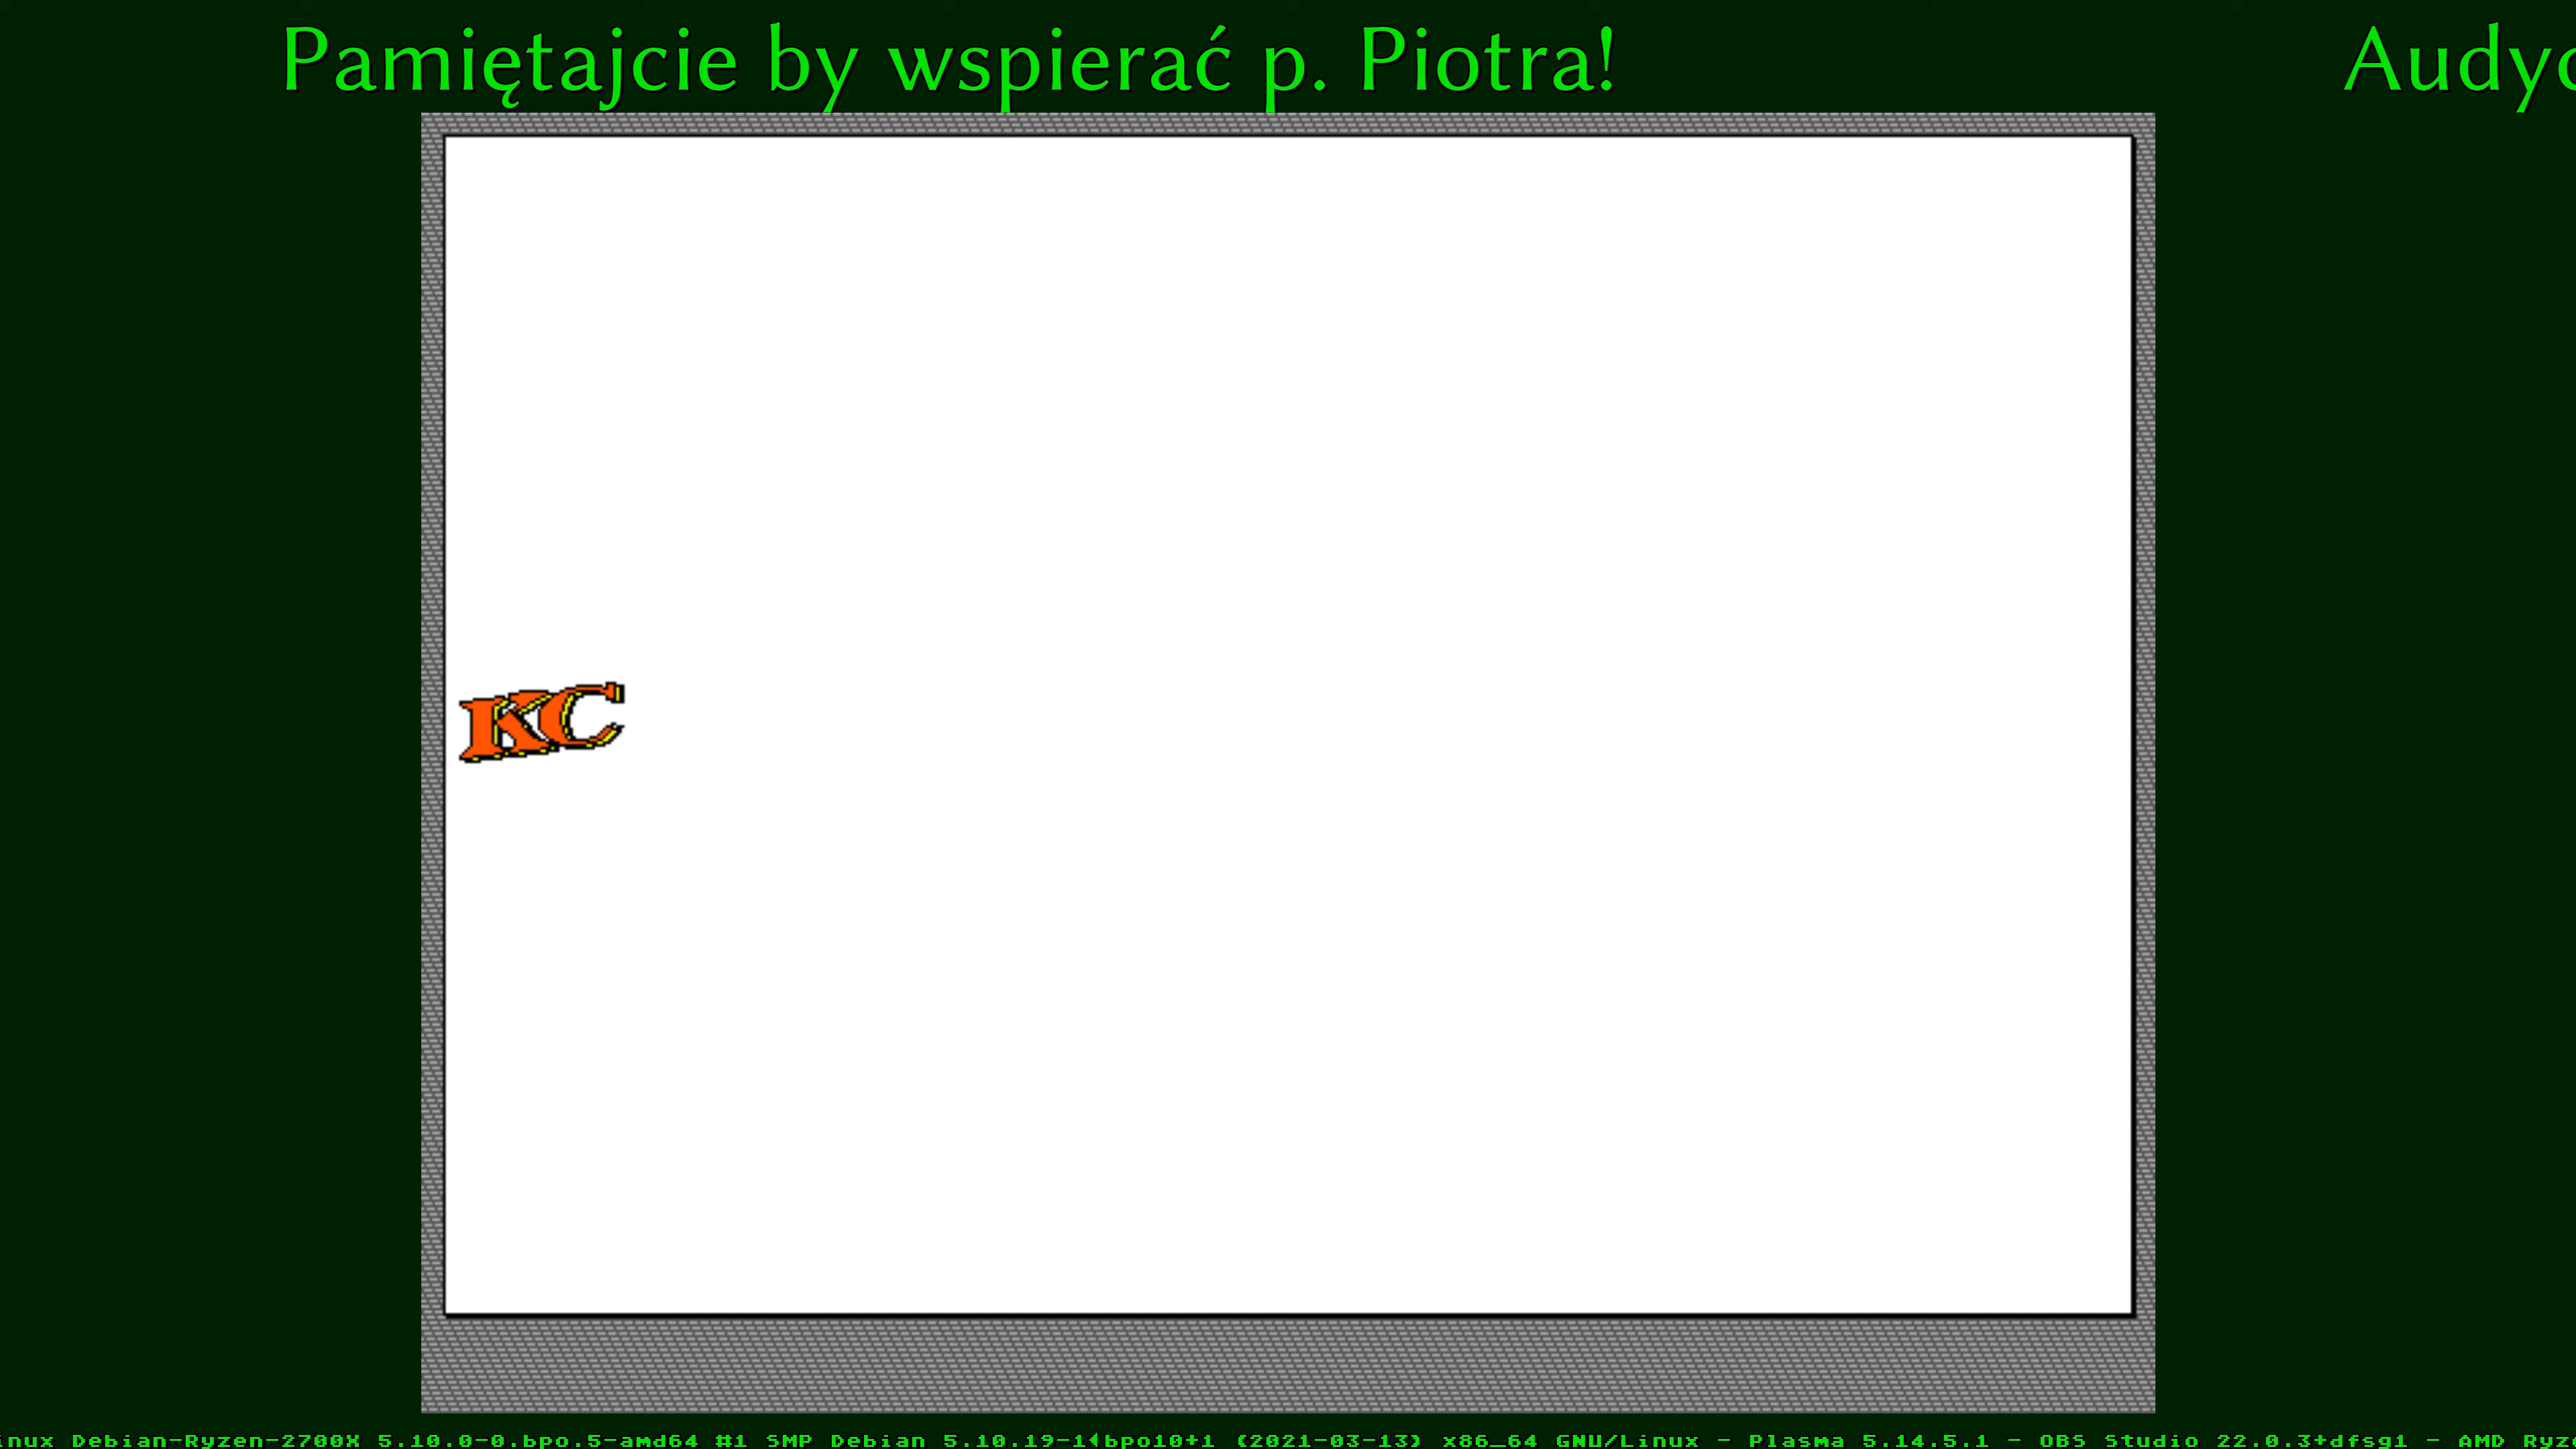 Pamiętajcie by wspierać p. Piotra! Audyc
KC
inux Debian-Ryzen-2700X 5.10.0-0.bpo.5-amd64 #1 SMP Debian 5.10.19-1~bpo10+1 (2021-03-13) x86_64 GNU/Linux - Plasma 5.14.5.1 - OBS Studio 22.0.3+dfsg1 - AMD Ryz